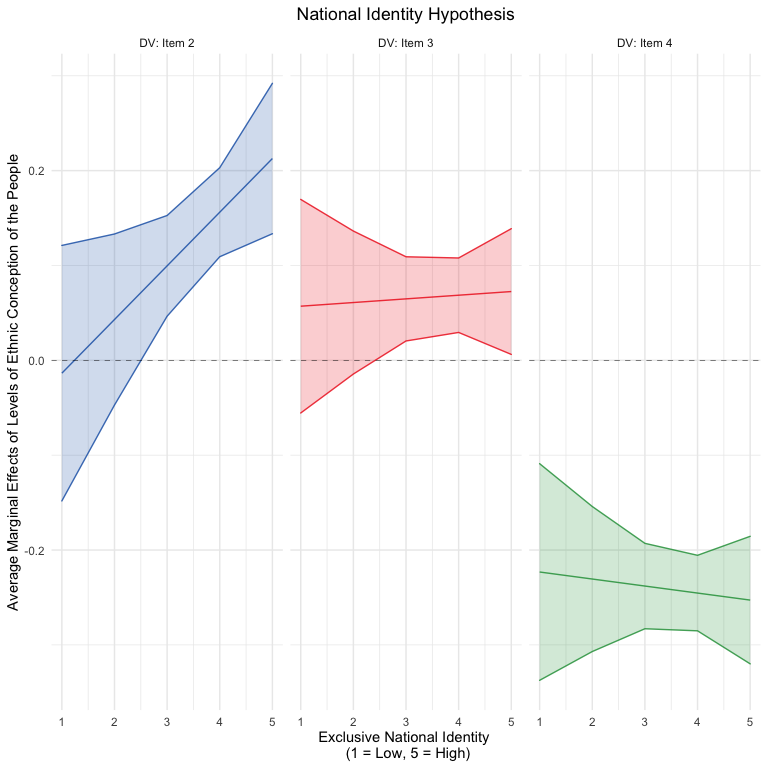 National Identity Hypothesis
DV: Item 2
DV: Item 3
DV: Item 4
Average Marginal Effects of Levels of Ethnic Conception of the People
0.2
0.0
-0.2
1 2 3 4 5
1 2 3 4 5
1 2 3 4 5
Exclusive National Identity
(1 = Low, 5 = High)